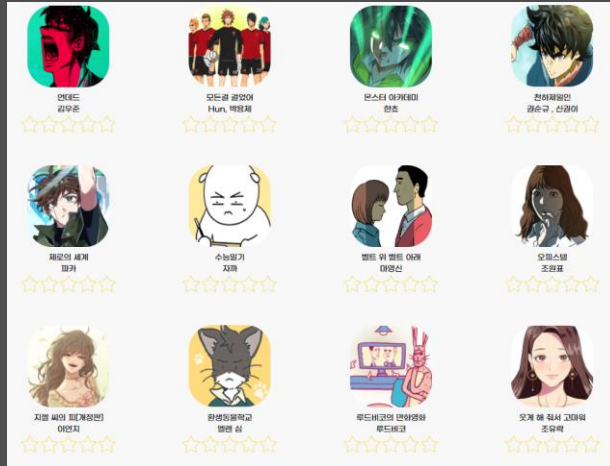 언데드
김우준
모든걸 걸었어
Hun, 박용제
몬스터 아카데미
한초
천하제일인
권순규, 신권이
제로의 세계
파카
수능일기
자까
벨트 위 벨트 아래
마영신
오피스텔
조원표
지젤 씨의 피[개정판]
이연지
환생동물학교
엘렌 심
루드비코의 만화영화
루드비코
웃게 해 줘서 고마워
조유락